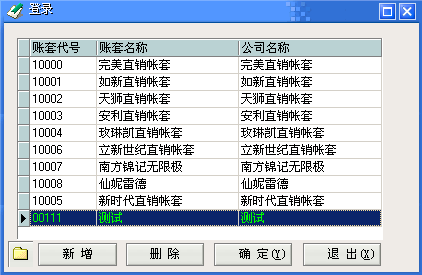 登录
账套代号 账套名称 公司名称
10000 完美直销帐套 完美直销帐套
10001 如新直销帐套 如新直销帐套
10002 天狮直销帐套 天狮直销帐套
10003 安利直销帐套 安利直销帐套
10004 玫琳凯直销帐套 玫琳凯直销帐套
10006 立新世纪直销帐套 立新世纪直销帐套
10007 南方锦记无限极 南方锦记无限极
10008 仙妮雷德 仙妮雷德
10005 新时代直销帐套 新时代直销帐套
00111 测试 测试
新 增 删 除 确 定(Y) 退 出(X)